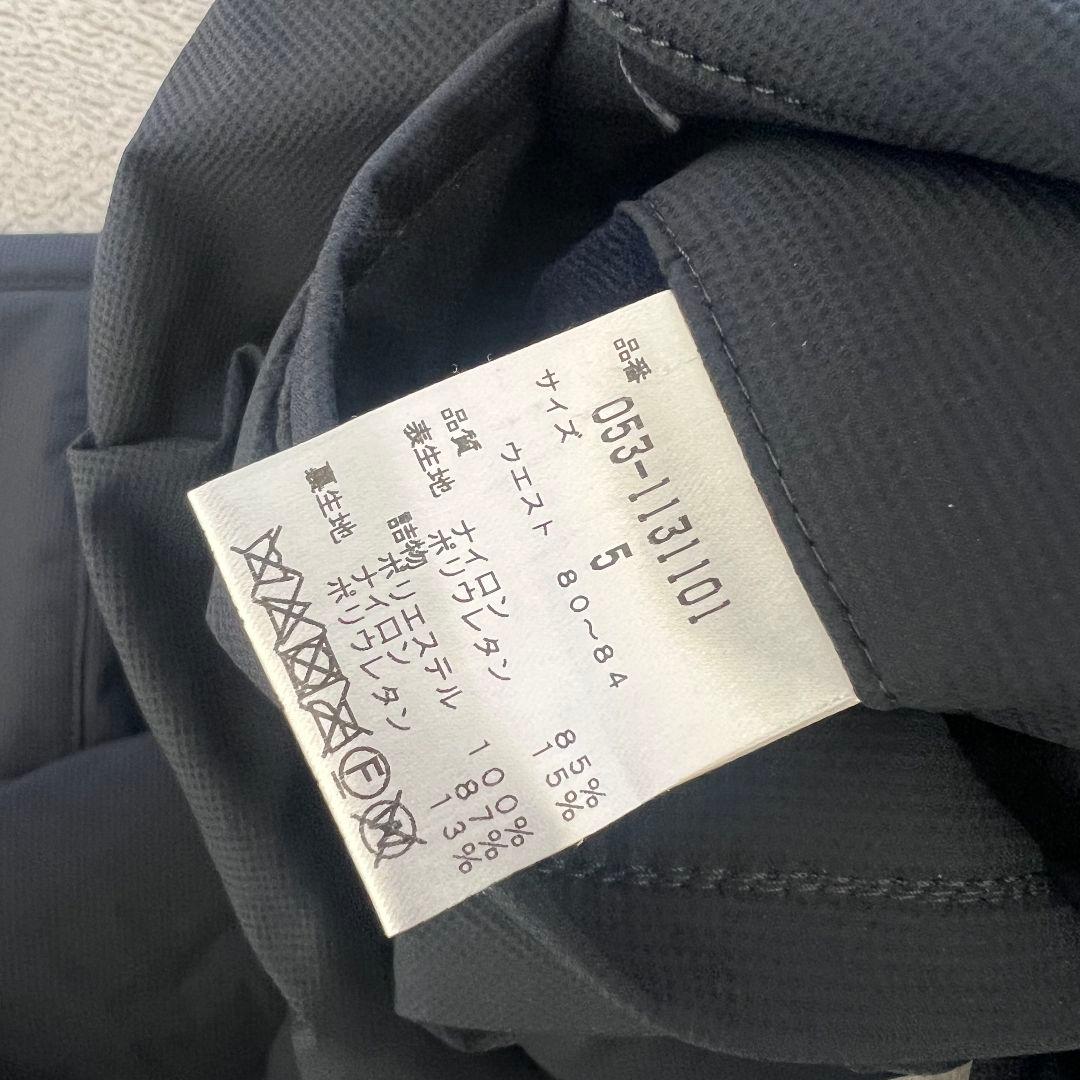 品番 053-1131101
サイズ 5
ウエスト 80～84
品質
表生地 ナイロン 85%
ポリウレタン 15%
詰物 ポリエステル 100%
裏生地 ナイロン 87%
ポリウレタン 13%
F
W